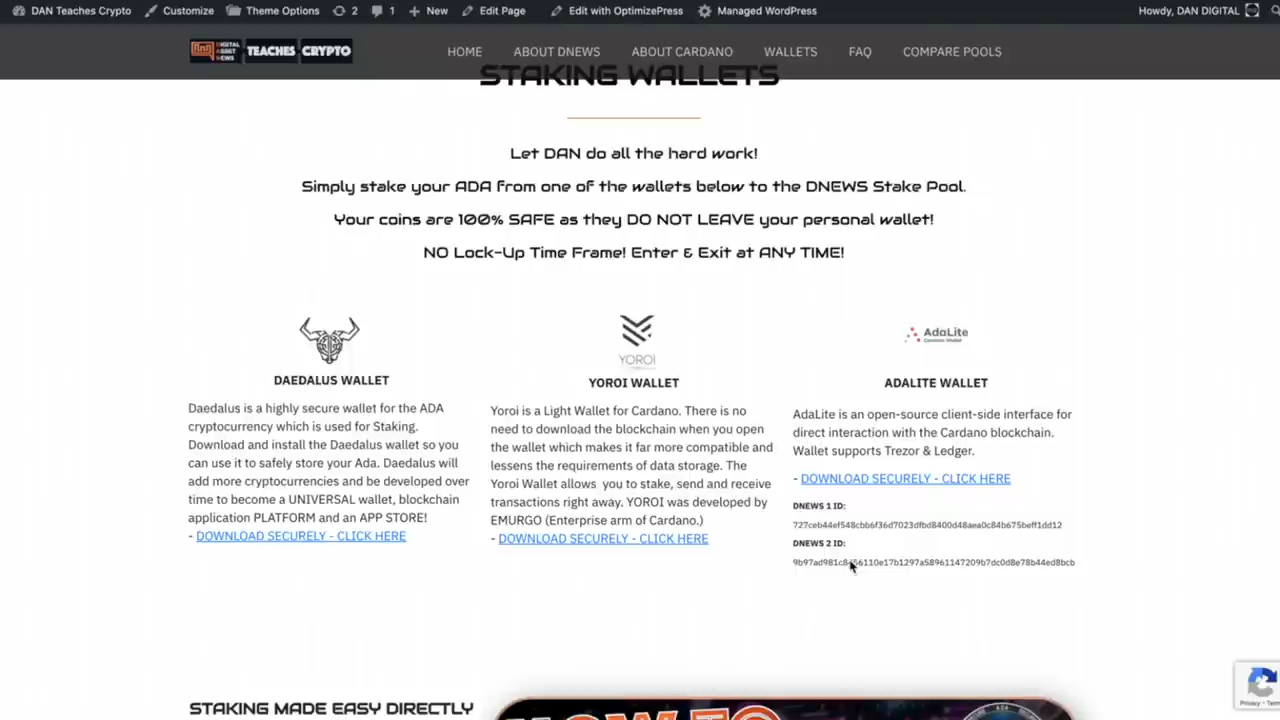 DAN Teaches Crypto Customize Theme Options 2 1 New Edit Page Edit with OptimizePress Managed WordPress Howdy, DAN DIGITAL
DIGITAL ASSET NEWS TEACHES CRYPTO HOME ABOUT DNEWS ABOUT CARDANO WALLETS FAQ COMPARE POOLS
STAKING WALLETS
Let DAN do all the hard work!
Simply stake your ADA from one of the wallets below to the DNEWS Stake Pool.
Your coins are 100% SAFE as they DO NOT LEAVE your personal wallet!
NO Lock-Up Time Frame! Enter & Exit at ANY TIME!
DAEDALUS WALLET
Daedalus is a highly secure wallet for the ADA
cryptocurrency which is used for Staking.
Download and install the Daedalus wallet so you
can use it to safely store your Ada. Daedalus will
add more cryptocurrencies and be developed over
time to become a UNIVERSAL wallet, blockchain
application PLATFORM and an APP STORE!
- DOWNLOAD SECURELY - CLICK HERE
YOROI
YOROI WALLET
Yoroi is a Light Wallet for Cardano. There is no
need to download the blockchain when you open
the wallet which makes it far more compatible and
lessens the requirements of data storage. The
Yoroi Wallet allows you to stake, send and receive
transactions right away. YOROI was developed by
EMURGO (Enterprise arm of Cardano.)
- DOWNLOAD SECURELY - CLICK HERE
AdaLite
Cardano Wallet
ADALITE WALLET
AdaLite is an open-source client-side interface for
direct interaction with the Cardano blockchain.
Wallet supports Trezor & Ledger.
- DOWNLOAD SECURELY - CLICK HERE
DNEWS 1 ID:
727ceb44ef548cbb6f36d7023dfbd8400d48aea0c84b675beff1dd12
DNEWS 2 ID:
STAKING MADE EASY DIRECTLY
HOW TO
ADA
Privacy - Terms